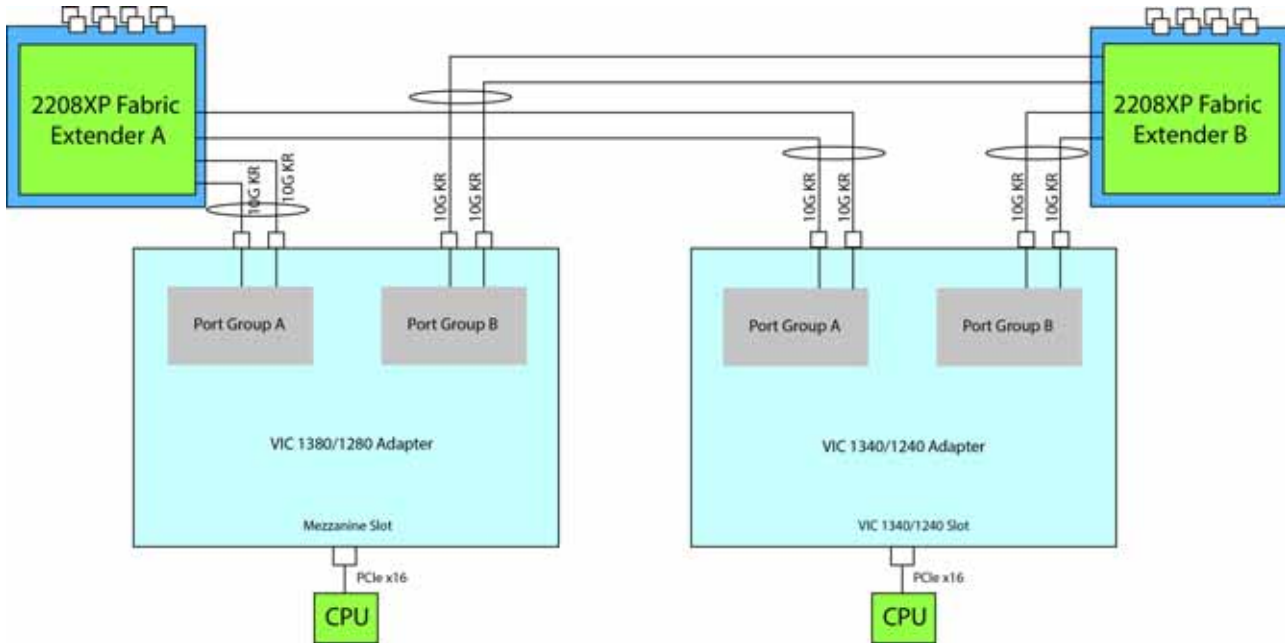 2208XP Fabric
Extender A
2208XP Fabric
Extender B
10G KR
10G KR
10G KR
10G KR
10G KR
10G KR
10G KR
10G KR
Port Group A
Port Group B
Port Group A
Port Group B
VIC 1380/1280 Adapter
VIC 1340/1240 Adapter
Mezzanine Slot
VIC 1340/1240 Slot
PCIe x16
PCIe x16
CPU
CPU